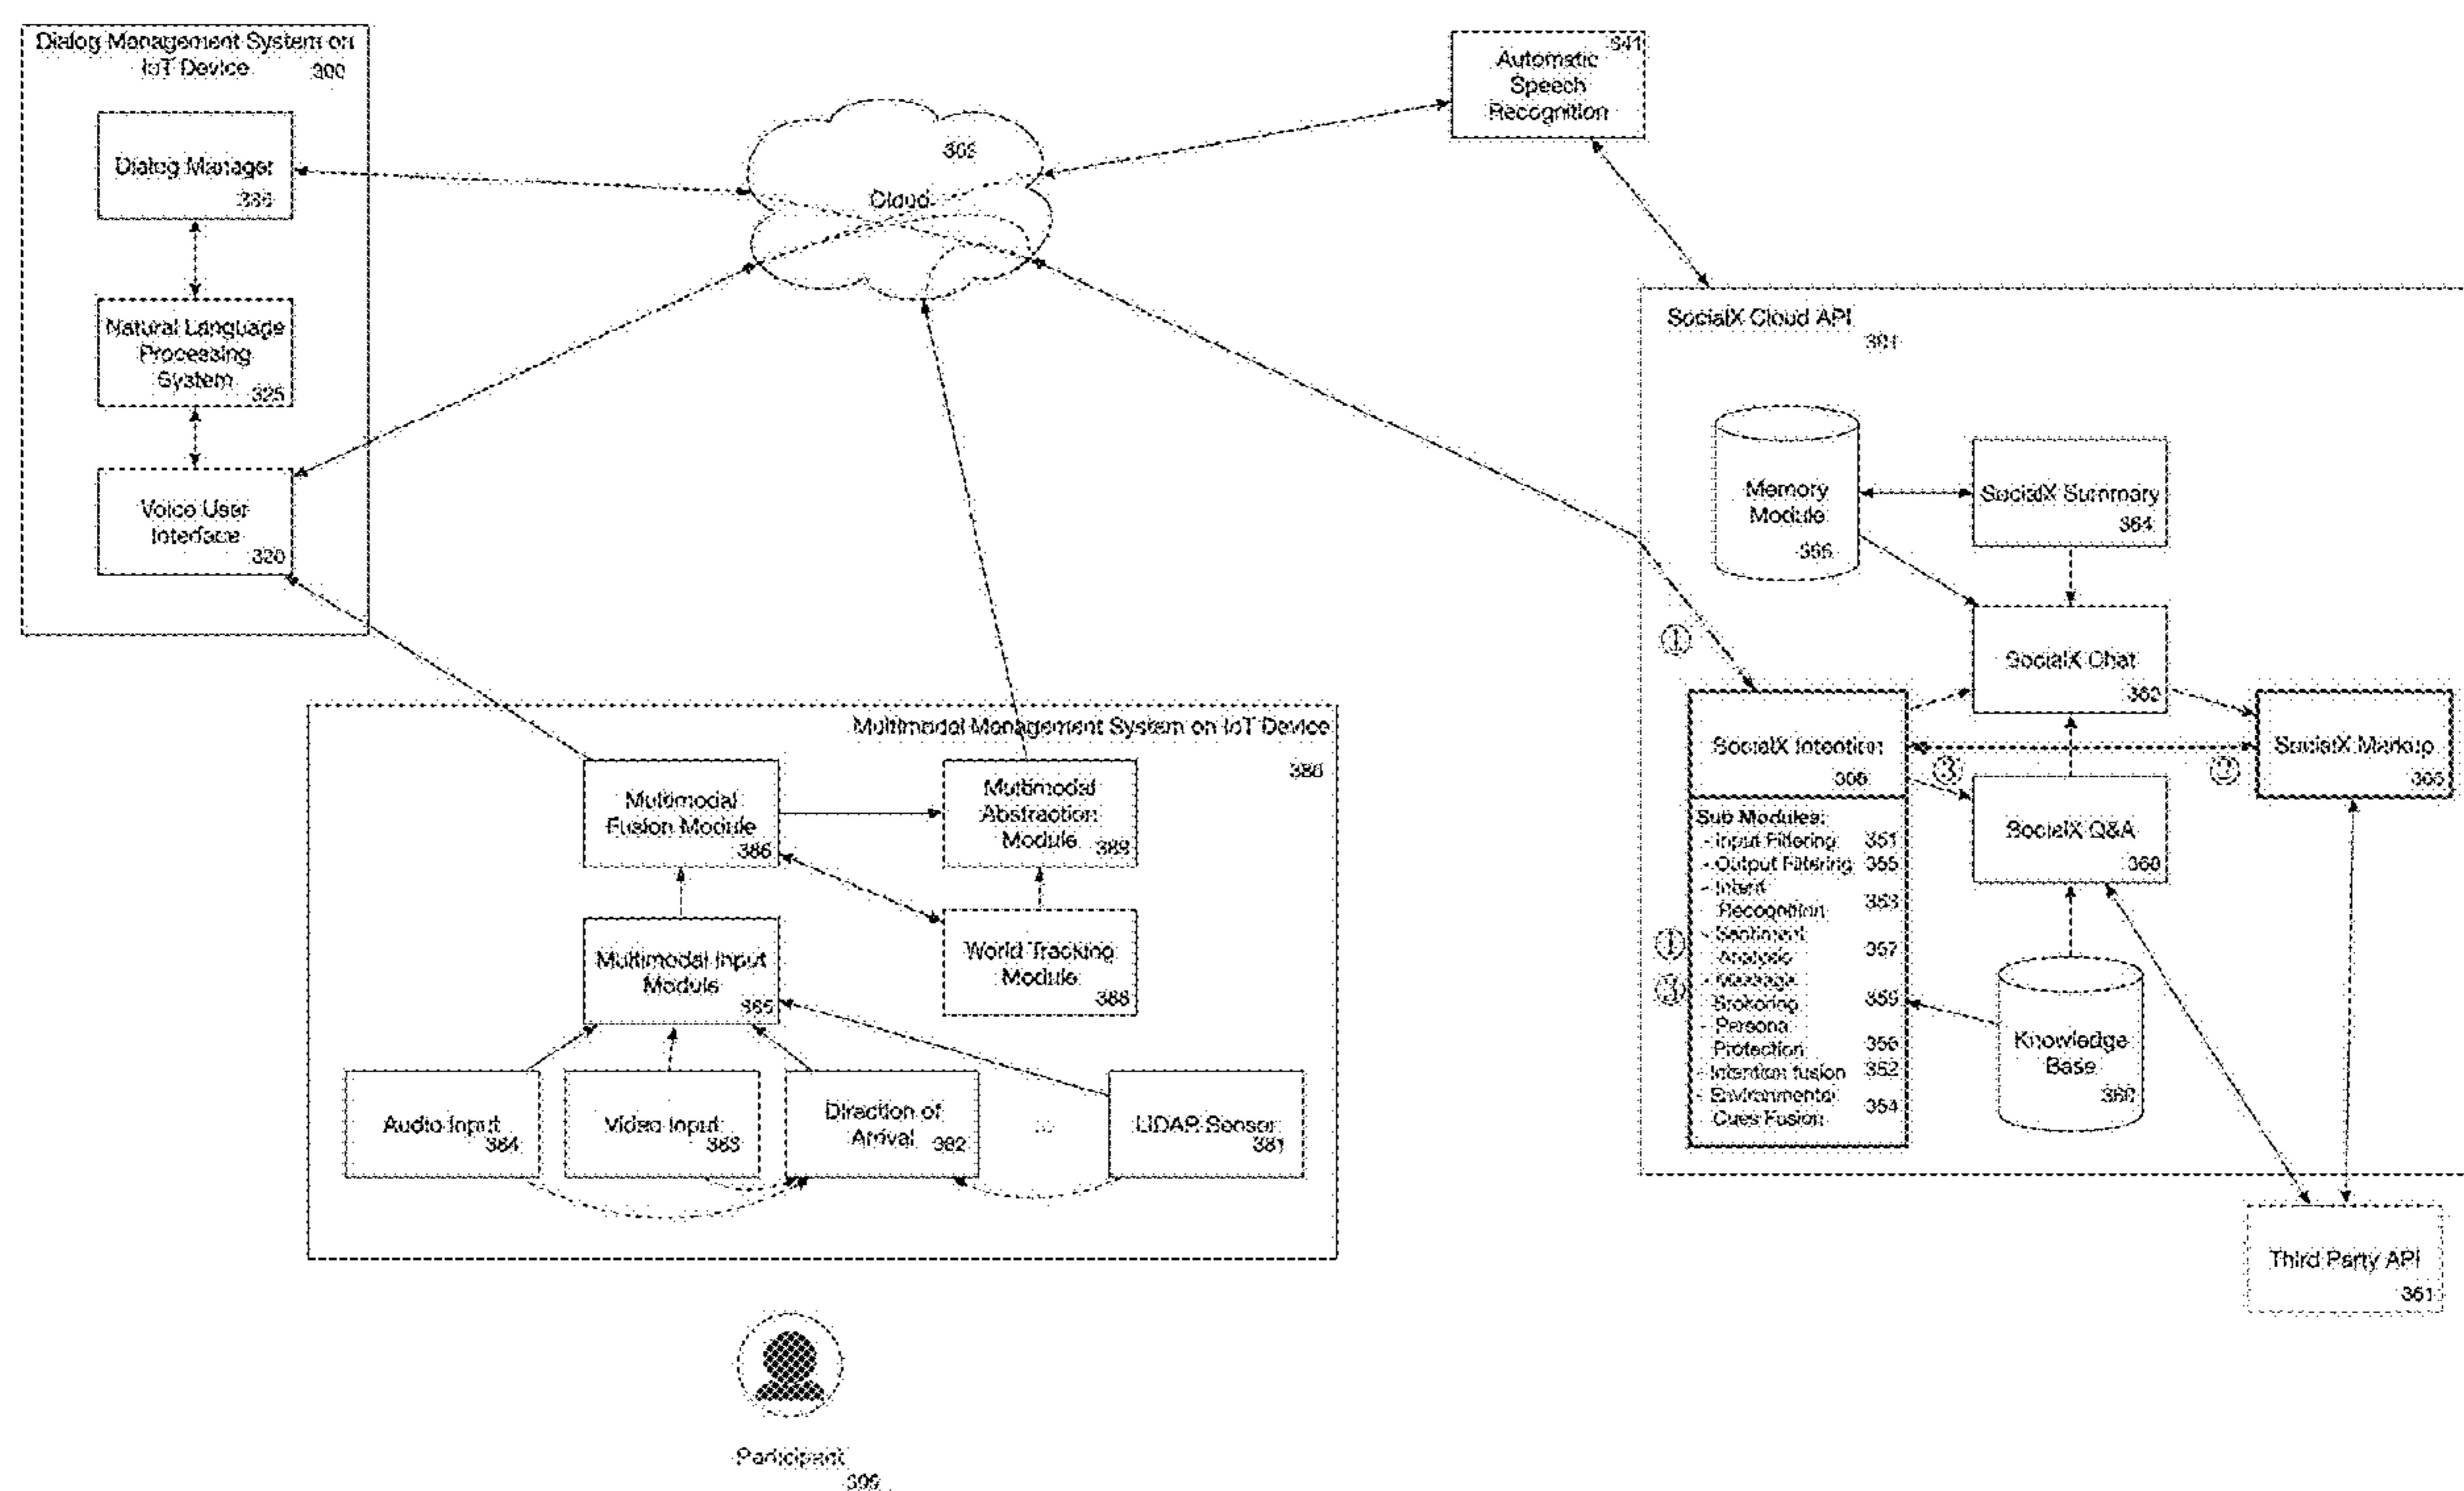 Dialog Management System on
IoT Device
300
Dialog Manager
Natural Language
Processing
System
325
Voice User
Interface
320
Cloud
Automatic
Speech
Recognition
341
SocialX Cloud API
301
Memory
Module
SocialX Summary
364
SocialX Chat
362
①
SocialX Intention
SocialX Markup
③
②
SocialX Q&A
360
Sub Modules:
- Input Filtering 351
- Output Filtering 355
- Intent
Recognition 353
- Sentiment
Analysis 357
- Message
Brokering 359
- Persona
Protection 356
- Intention fusion 352
- Environmental
Cues Fusion 354
①
③
Knowledge
Base
Third Party API
361
Multimodal Management System on IoT Device
380
Multimodal
Fusion Module
386
Multimodal
Abstraction
Module
Multimodal Input
Module
385
World Tracking
Module
388
Audio Input
384
Video Input
383
Direction of
Arrival 382
...
LIDAR Sensor
381
Participant